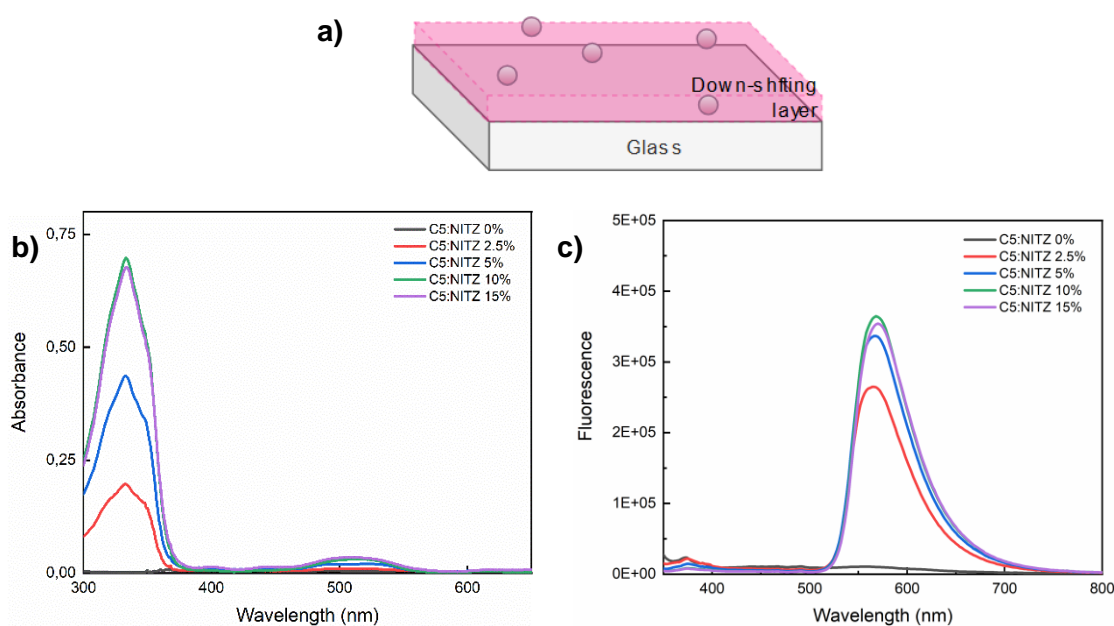 a)
Down-shifting
layer
Glass
b)
0,75
0,50
0,25
0,00
Absorbance
C5:NITZ 0%
C5:NITZ 2.5%
C5:NITZ 5%
C5:NITZ 10%
C5:NITZ 15%
300
400
500
600
Wavelength (nm)
c)
5E+05
4E+05
3E+05
2E+05
1E+05
0E+00
Fluorescence
C5:NITZ 0%
C5:NITZ 2.5%
C5:NITZ 5%
C5:NITZ 10%
C5:NITZ 15%
400
500
600
700
800
Wavelength (nm)